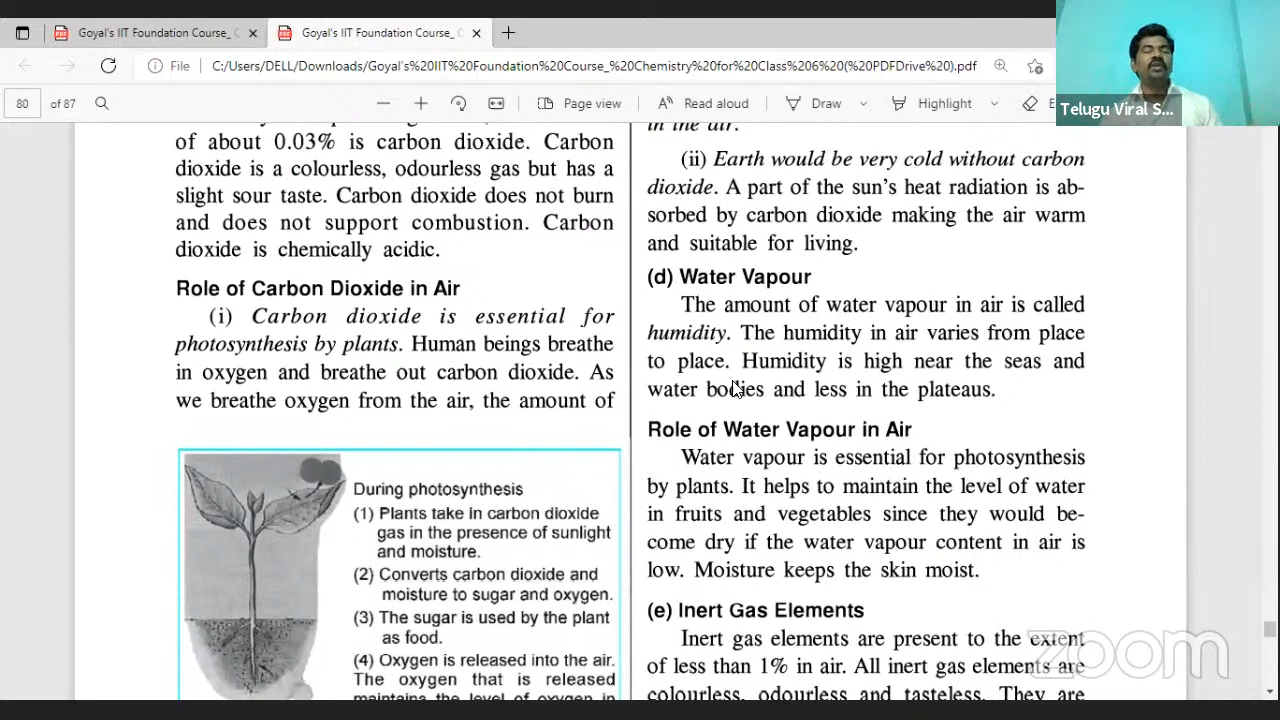 Goyal's IIT Foundation Course_ C
Goyal's IIT Foundation Course_ C
File
C:/Users/DELL/Downloads/Goyal's%20IIT%20Foundation%20Course_%20Chemistry%20for%20Class%206%20(%20PDFDrive%20).pdf
80 of 87
Page view
Read aloud
Draw
Highlight
Telugu Viral S...
of about 0.03% is carbon dioxide. Carbon
dioxide is a colourless, odourless gas but has a
slight sour taste. Carbon dioxide does not burn
and does not support combustion. Carbon
dioxide is chemically acidic.
Role of Carbon Dioxide in Air
(i) Carbon dioxide is essential for
photosynthesis by plants. Human beings breathe
in oxygen and breathe out carbon dioxide. As
we breathe oxygen from the air, the amount of
During photosynthesis
(1) Plants take in carbon dioxide
gas in the presence of sunlight
and moisture.
(2) Converts carbon dioxide and
moisture to sugar and oxygen.
(3) The sugar is used by the plant
as food.
(4) Oxygen is released into the air.
The oxygen that is released
maintains the level of oxygen in
in the air.
(ii) Earth would be very cold without carbon
dioxide. A part of the sun's heat radiation is ab-
sorbed by carbon dioxide making the air warm
and suitable for living.
(d) Water Vapour
The amount of water vapour in air is called
humidity. The humidity in air varies from place
to place. Humidity is high near the seas and
water bodies and less in the plateaus.
Role of Water Vapour in Air
Water vapour is essential for photosynthesis
by plants. It helps to maintain the level of water
in fruits and vegetables since they would be-
come dry if the water vapour content in air is
low. Moisture keeps the skin moist.
(e) Inert Gas Elements
Inert gas elements are present to the extent
of less than 1% in air. All inert gas elements are
colourless, odourless and tasteless. They are
zoom